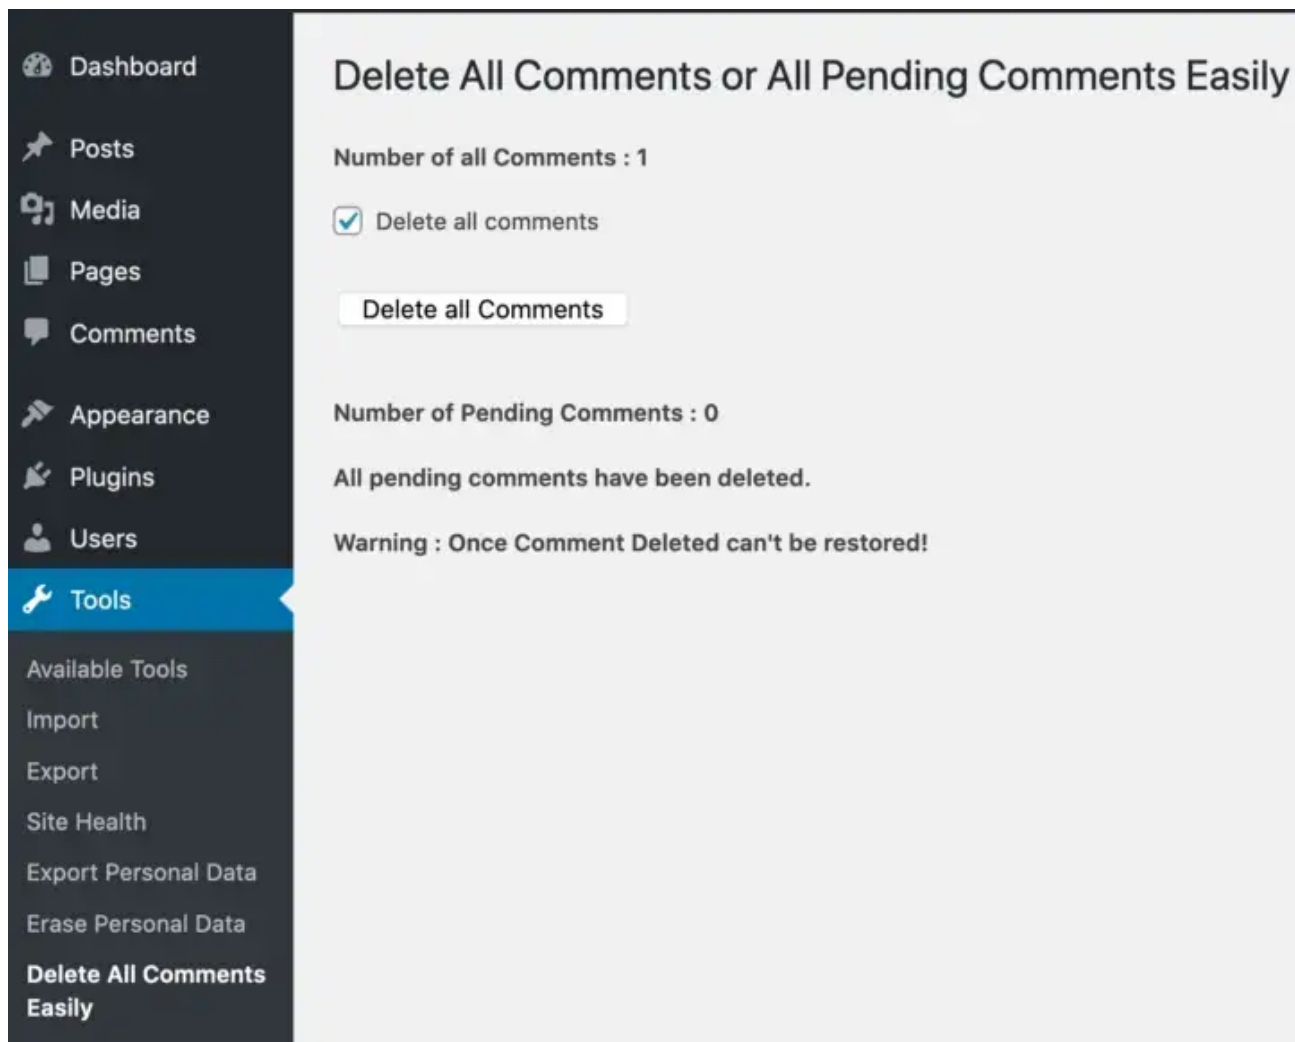 Dashboard
Posts
Media
Pages
Comments
Appearance
Plugins
Users
Tools
Available Tools
Import
Export
Site Health
Export Personal Data
Erase Personal Data
Delete All Comments
Easily
Delete All Comments or All Pending Comments Easily
Number of all Comments : 1
Delete all comments
Delete all Comments
Number of Pending Comments : 0
All pending comments have been deleted.
Warning : Once Comment Deleted can't be restored!